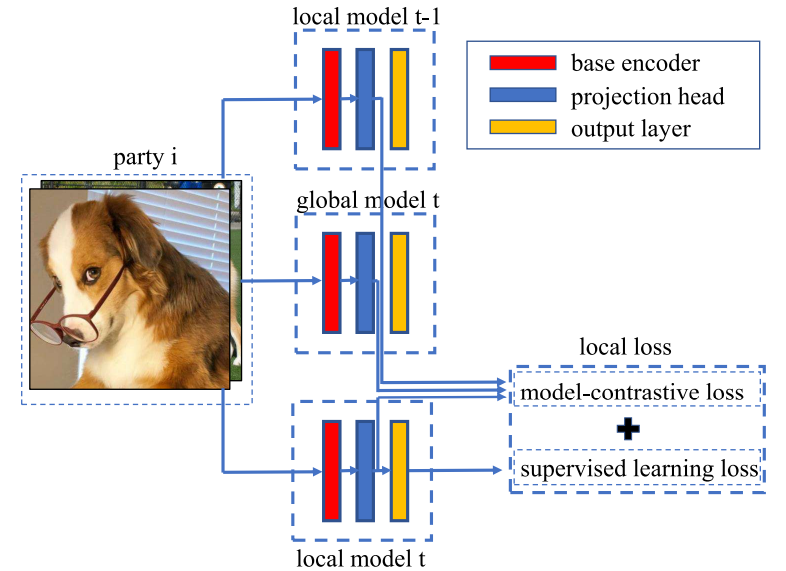 local model t-1
base encoder
projection head
output layer
party i
global model t
local loss
model-contrastive loss
supervised learning loss
local model t